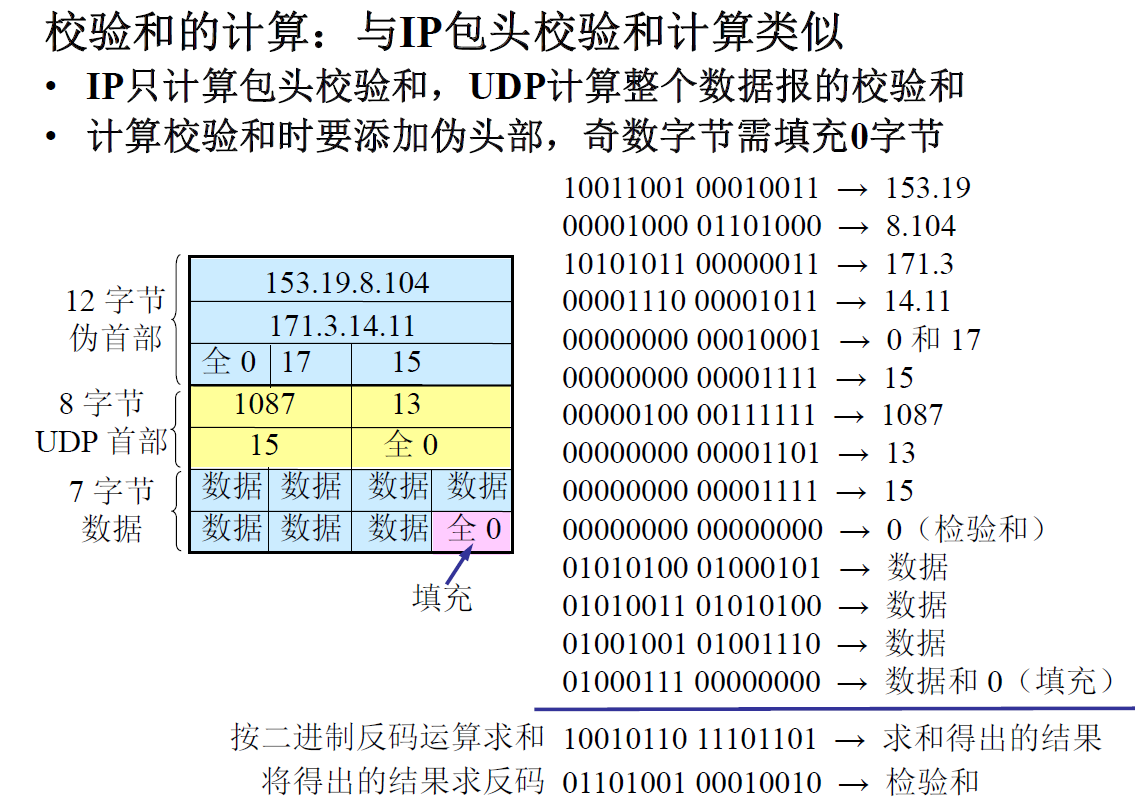 校验和的计算：与IP包头校验和计算类似
• IP只计算包头校验和，UDP计算整个数据报的校验和
• 计算校验和时要添加伪头部，奇数字节需填充0字节
12 字节
伪首部
153.19.8.104
171.3.14.11
全 0 17 15
8 字节
UDP 首部
1087 13
15 全 0
7 字节
数据
数据 数据 数据 数据
数据 数据 数据 全 0
填充
10011001 00010011 → 153.19
00001000 01101000 → 8.104
10101011 00000011 → 171.3
00001110 00001011 → 14.11
00000000 00010001 → 0 和 17
00000000 00001111 → 15
00000100 00111111 → 1087
00000000 00001101 → 13
00000000 00001111 → 15
00000000 00000000 → 0（检验和）
01010100 01000101 → 数据
01010011 01010100 → 数据
01001001 01001110 → 数据
01000111 00000000 → 数据和 0（填充）
按二进制反码运算求和 10010110 11101101 → 求和得出的结果
将得出的结果求反码 01101001 00010010 → 检验和